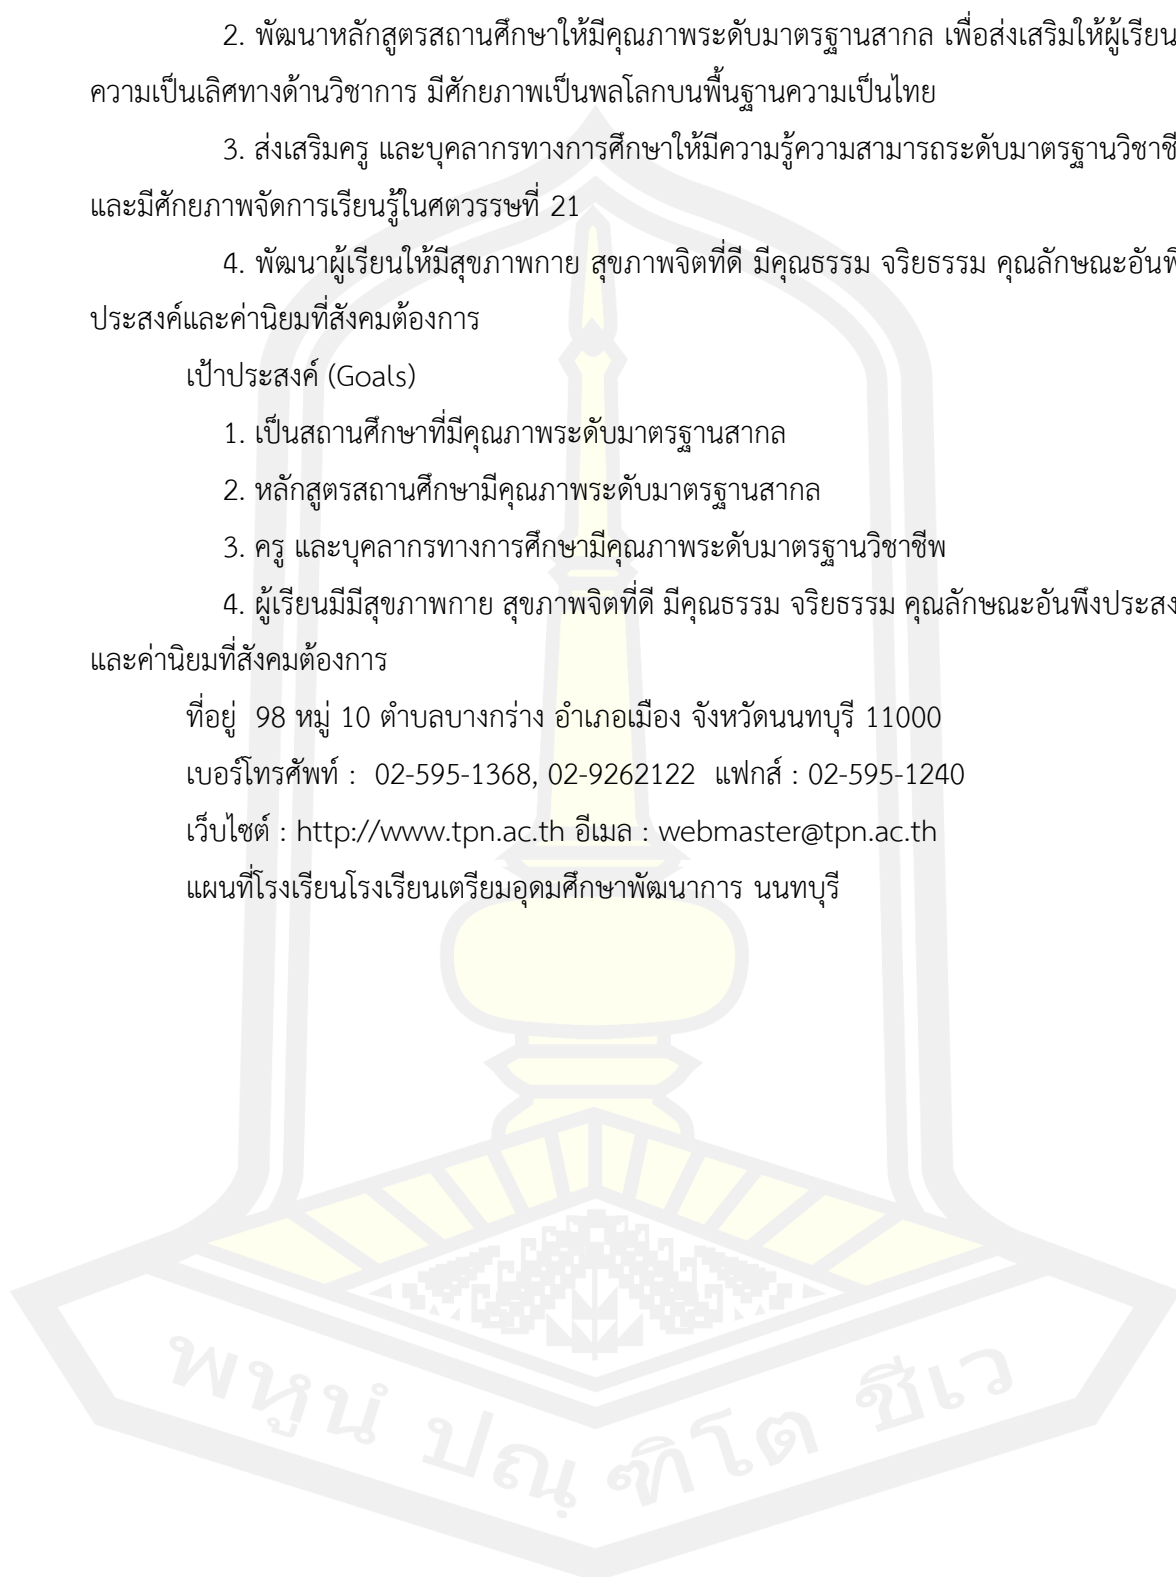 2. พัฒนาหลักสูตรสถานศึกษาให้มีคุณภาพระดับมาตรฐานสากล เพื่อส่งเสริมให้ผู้เรียน
ความเป็นเลิศทางด้านวิชาการ มีศักยภาพเป็นพลโลกบนพื้นฐานความเป็นไทย
3. ส่งเสริมครู และบุคลากรทางการศึกษาให้มีความรู้ความสามารถระดับมาตรฐานวิชาชี
และมีศักยภาพจัดการเรียนรู้ในศตวรรษที่ 21
4. พัฒนาผู้เรียนให้มีสุขภาพกาย สุขภาพจิตที่ดี มีคุณธรรม จริยธรรม คุณลักษณะอันพึ
ประสงค์และค่านิยมที่สังคมต้องการ
เป้าประสงค์ (Goals)
1. เป็นสถานศึกษาที่มีคุณภาพระดับมาตรฐานสากล
2. หลักสูตรสถานศึกษามีคุณภาพระดับมาตรฐานสากล
3. ครู และบุคลากรทางการศึกษามีคุณภาพระดับมาตรฐานวิชาชีพ
4. ผู้เรียนมีมีสุขภาพกาย สุขภาพจิตที่ดี มีคุณธรรม จริยธรรม คุณลักษณะอันพึงประสง
และค่านิยมที่สังคมต้องการ
ที่อยู่ 98 หมู่ 10 ตำบลบางกร่าง อำเภอเมือง จังหวัดนนทบุรี 11000
เบอร์โทรศัพท์ : 02-595-1368, 02-9262122 แฟกส์ : 02-595-1240
เว็บไซต์ : http://www.tpn.ac.th อีเมล : webmaster@tpn.ac.th
แผนที่โรงเรียนโรงเรียนเตรียมอุดมศึกษาพัฒนาการ นนทบุรี
พหูนํ ปณฺฑิโต ชีเว